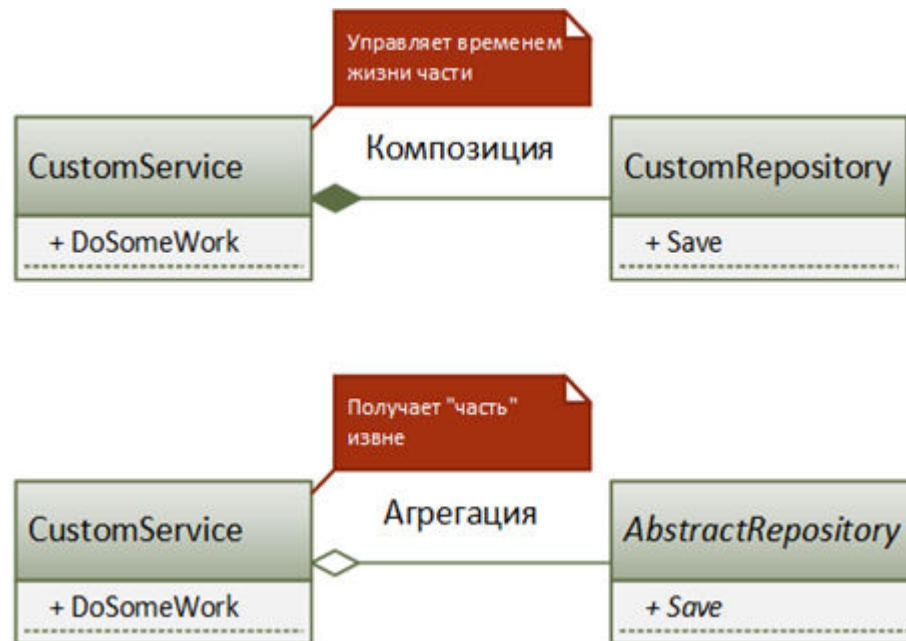 Управляет временем
жизни части
Композиция
CustomService
CustomRepository
+ DoSomeWork
+ Save
Получает "часть"
извне
Агрегация
CustomService
AbstractRepository
+ DoSomeWork
+ Save